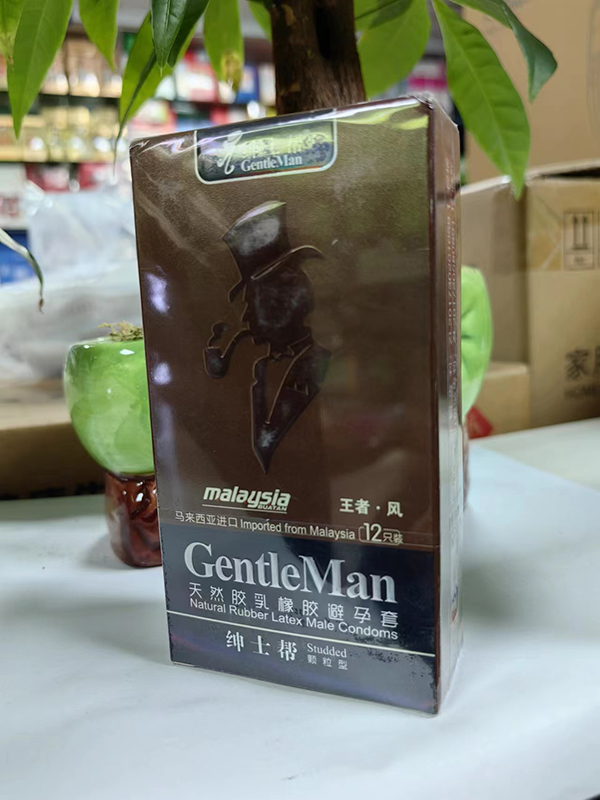 GentleMan
malaysia
BUATAN
王者·风
马来西亚进口 Imported from Malaysia 12只装
GentleMan
天然胶乳橡胶避孕套
Natural Rubber Latex Male Condoms
绅士帮 Studded
颗粒型